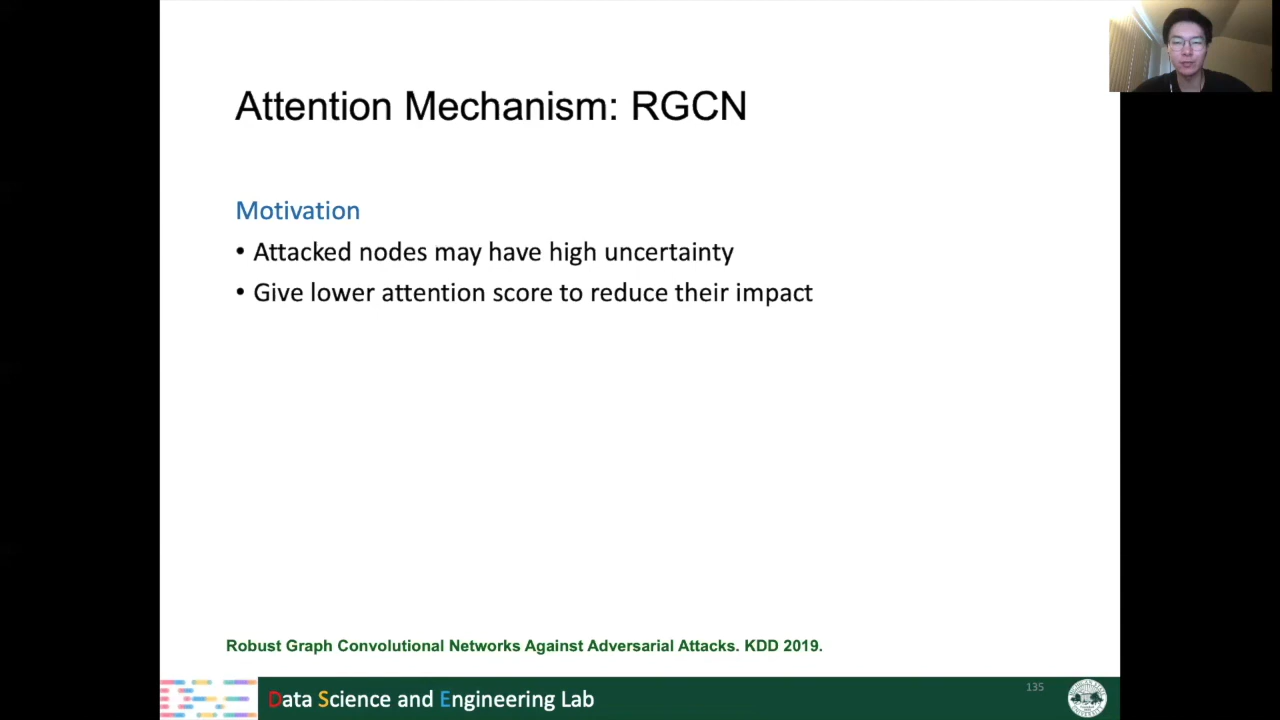 Attention Mechanism: RGCN
Motivation
• Attacked nodes may have high uncertainty
• Give lower attention score to reduce their impact
Robust Graph Convolutional Networks Against Adversarial Attacks. KDD 2019.
Data Science and Engineering Lab
135